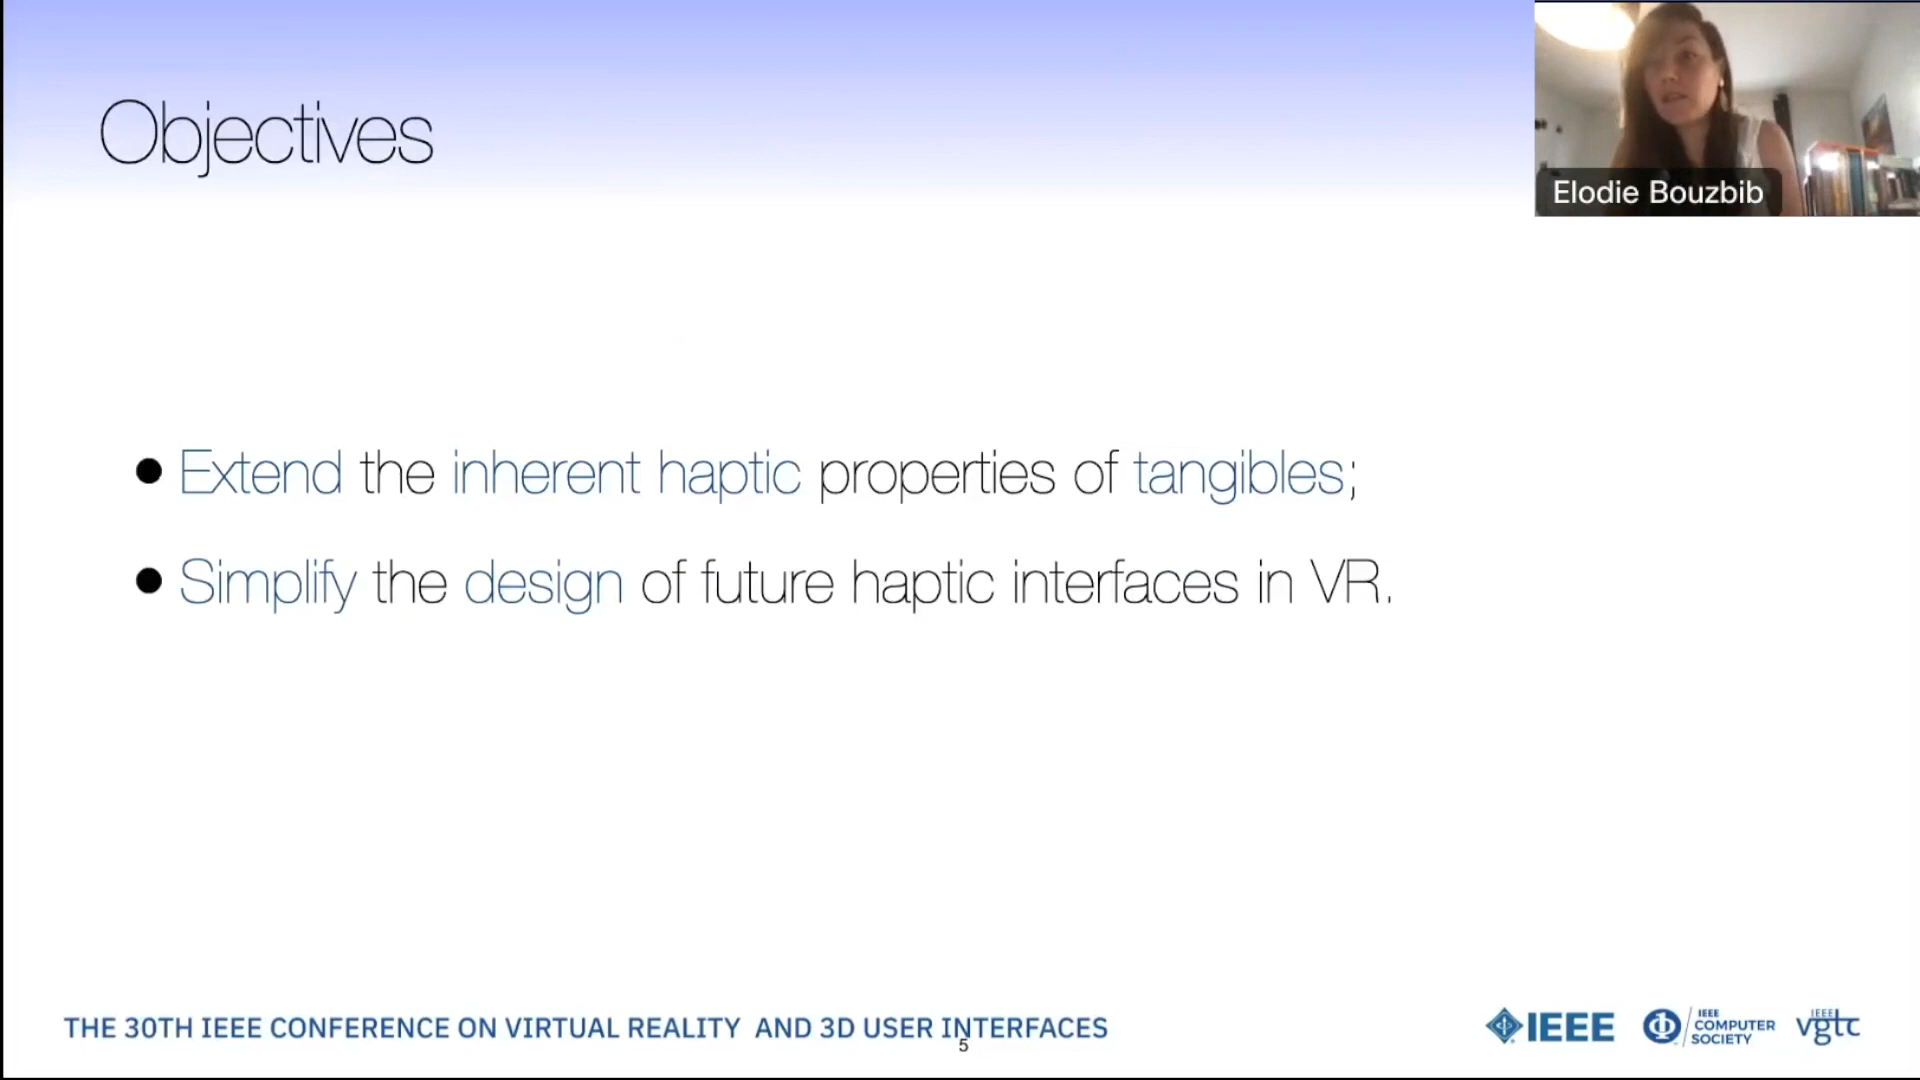 Objectives
Elodie Bouzbib
● Extend the inherent haptic properties of tangibles;
● Simplify the design of future haptic interfaces in VR.
THE 30TH IEEE CONFERENCE ON VIRTUAL REALITY AND 3D USER INTERFACES
5
IEEE
IEEE
COMPUTER
SOCIETY
IEEE
vgtc